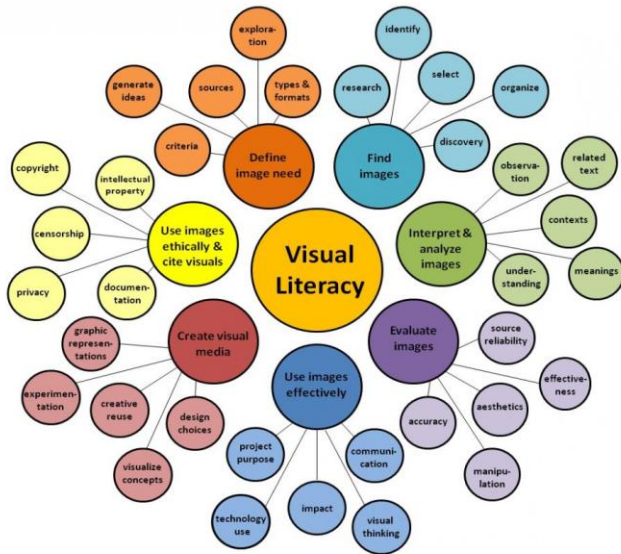 Visual
Literacy
Define
image need
explora-
tion
generate
ideas
sources
types &
formats
criteria
Find
images
identify
research
select
organize
discovery
Interpret &
analyze
images
observa-
tion
related
text
contexts
under-
standing
meanings
Evaluate
images
source
reliability
effective-
ness
aesthetics
accuracy
manipu-
lation
Use images
effectively
project
purpose
communi-
cation
technology
use
impact
visual
thinking
Create visual
media
graphic
represen-
tations
experimen-
tation
creative
reuse
design
choices
visualize
concepts
Use images
ethically &
cite visuals
copyright
intellectual
property
censorship
privacy
documen-
tation